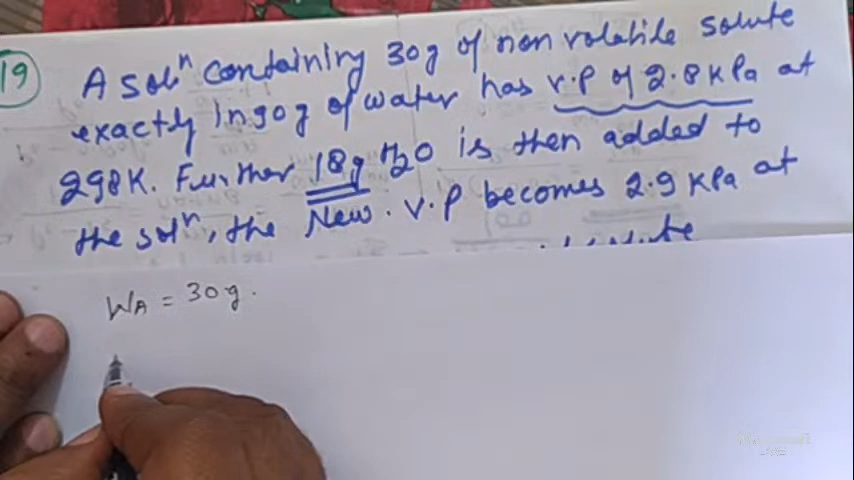 19
A solⁿ containing 30g of non volatile solute
exactly in 90g of water has v.p of 2.8 kPa at
298K. Further 18g H2O is then added to
the solⁿ, the New. v.p becomes 2.9 kPa at
WA = 30g.